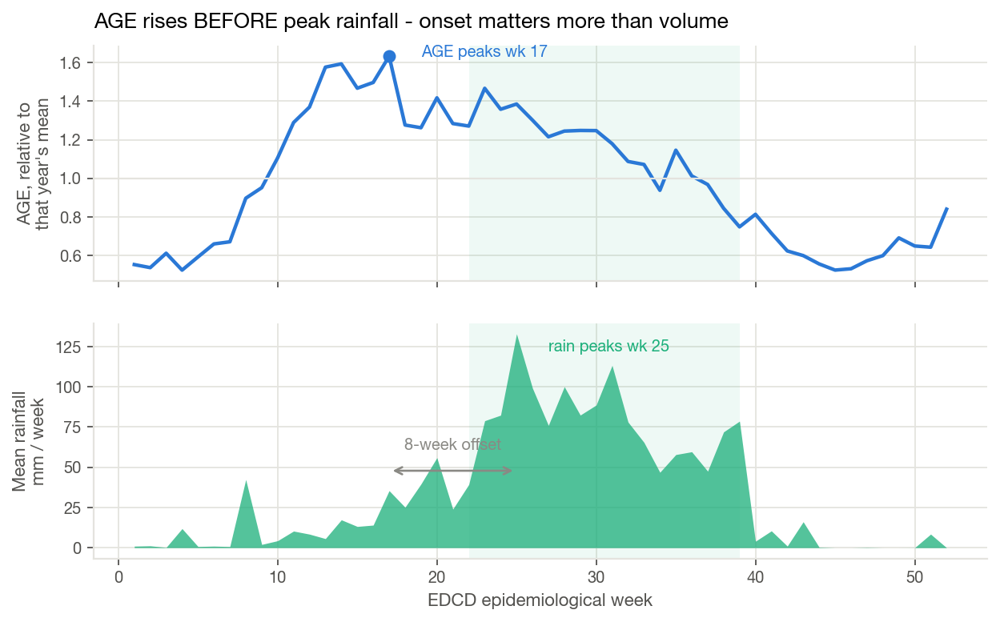 AGE rises BEFORE peak rainfall - onset matters more than volume
AGE peaks wk 17
AGE, relative to
that year's mean
1.6
1.4
1.2
1.0
0.8
0.6
rain peaks wk 25
8-week offset
Mean rainfall
mm / week
125
100
75
50
25
0
0 10 20 30 40 50
EDCD epidemiological week